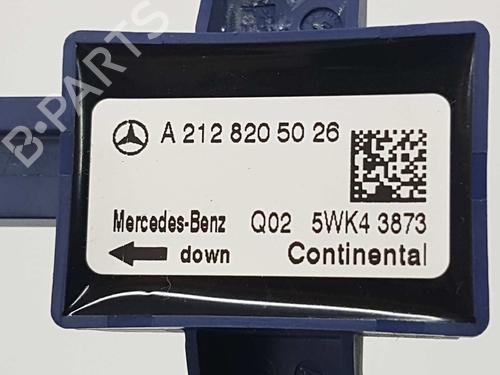 B-PARTS
A 212 820 50 26
Mercedes-Benz Q02 5WK4 3873
down Continental